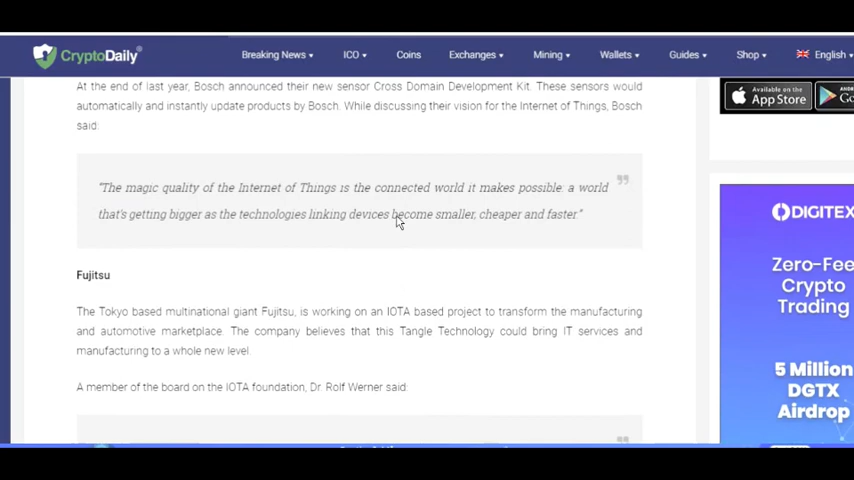 CryptoDaily®
Breaking News ICO Coins Exchanges Mining Wallets Guides Shop English
At the end of last year, Bosch announced their new sensor Cross Domain Development Kit. These sensors would
automatically and instantly update products by Bosch. While discussing their vision for the Internet of Things, Bosch
said:
"The magic quality of the Internet of Things is the connected world it makes possible: a world
that's getting bigger as the technologies linking devices become smaller, cheaper and faster."
Fujitsu
The Tokyo based multinational giant Fujitsu, is working on an IOTA based project to transform the manufacturing
and automotive marketplace. The company believes that this Tangle Technology could bring IT services and
manufacturing to a whole new level.
A member of the board on the IOTA foundation, Dr. Rolf Werner said:
Available on the
App Store
DIGITEX
Zero-Fee
Crypto
Trading
5 Million
DGTX
Airdrop